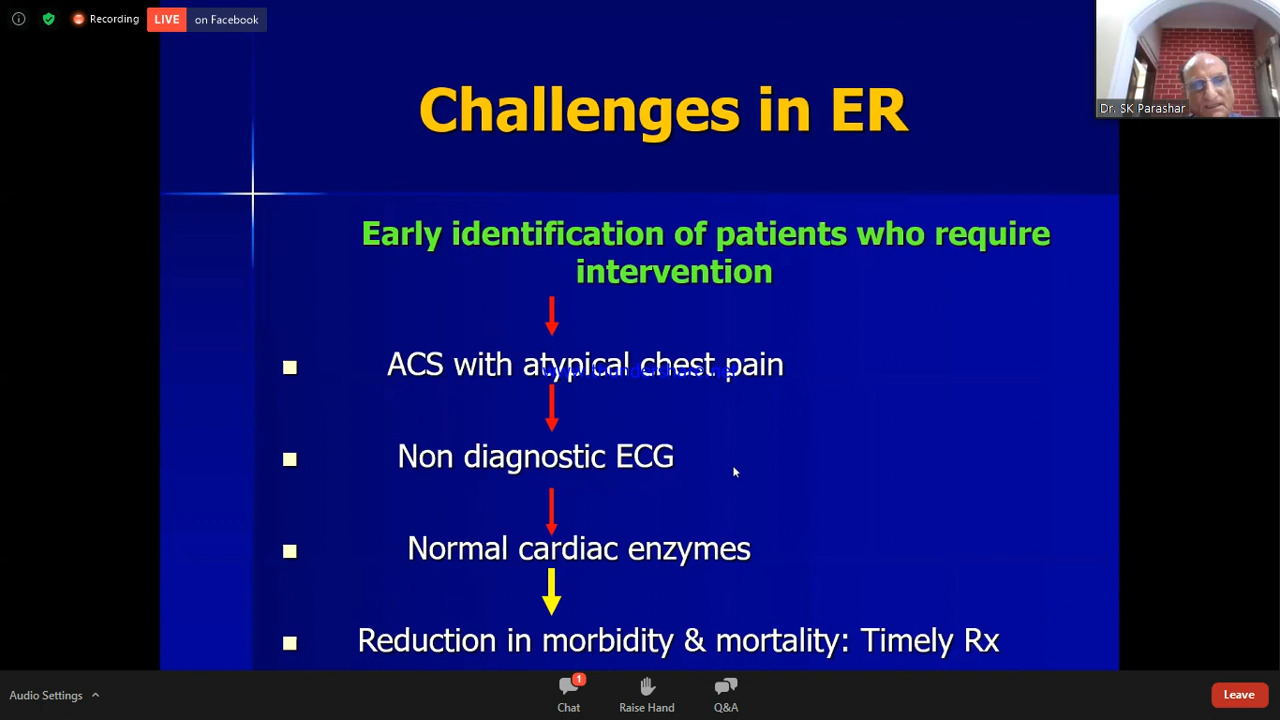 Recording
LIVE on Facebook
Dr. SK Parashar
Challenges in ER
Early identification of patients who require
intervention
ACS with atypical chest pain
Non diagnostic ECG
Normal cardiac enzymes
Reduction in morbidity & mortality: Timely Rx
Audio Settings
1
Chat
Raise Hand
Q&A
Leave